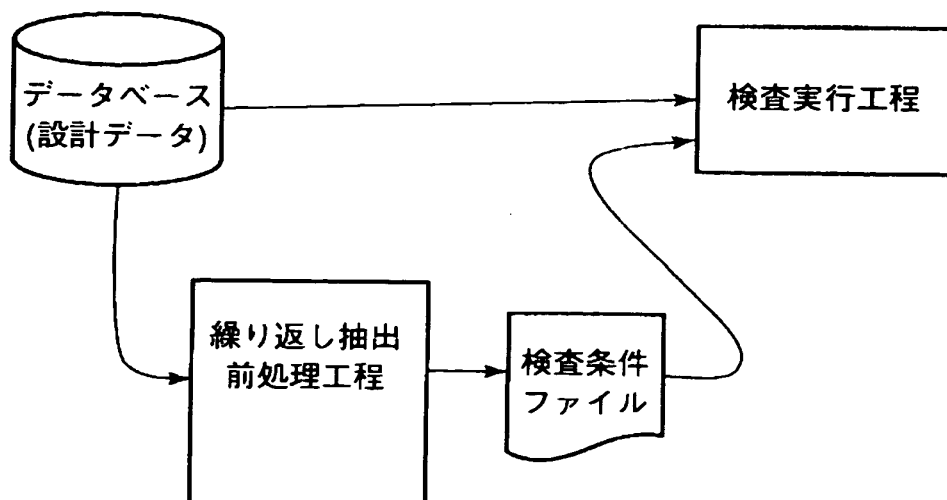 データベース
(設計データ)
検査実行工程
繰り返し抽出
前処理工程
検査条件
ファイル